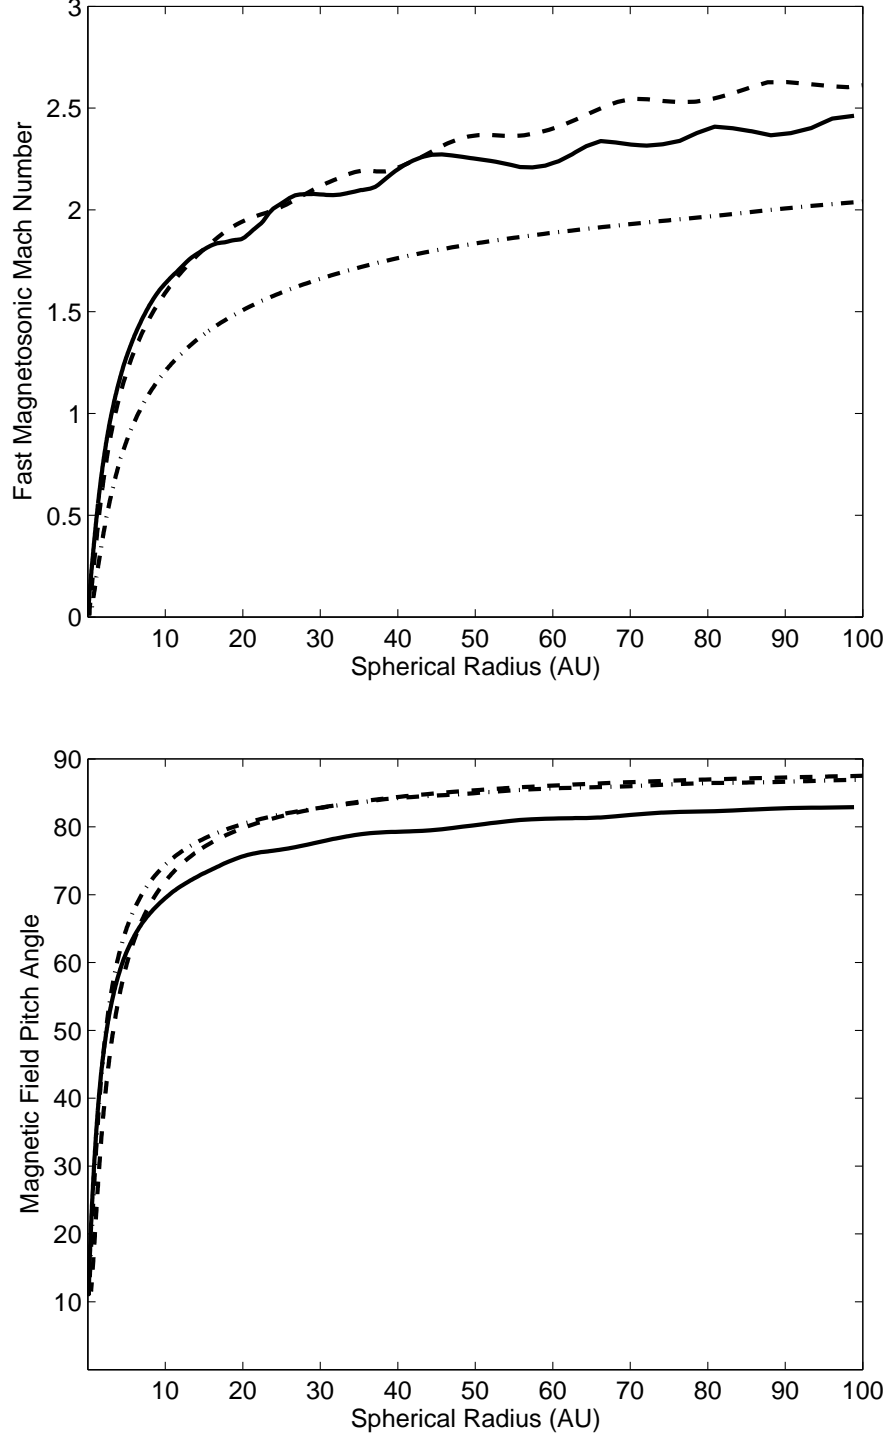 3
2.5
2
1.5
1
0.5
0
Fast Magnetosonic Mach Number
10 20 30 40 50 60 70 80 90 100
Spherical Radius (AU)
90
80
70
60
50
40
30
20
10
Magnetic Field Pitch Angle
10 20 30 40 50 60 70 80 90 100
Spherical Radius (AU)